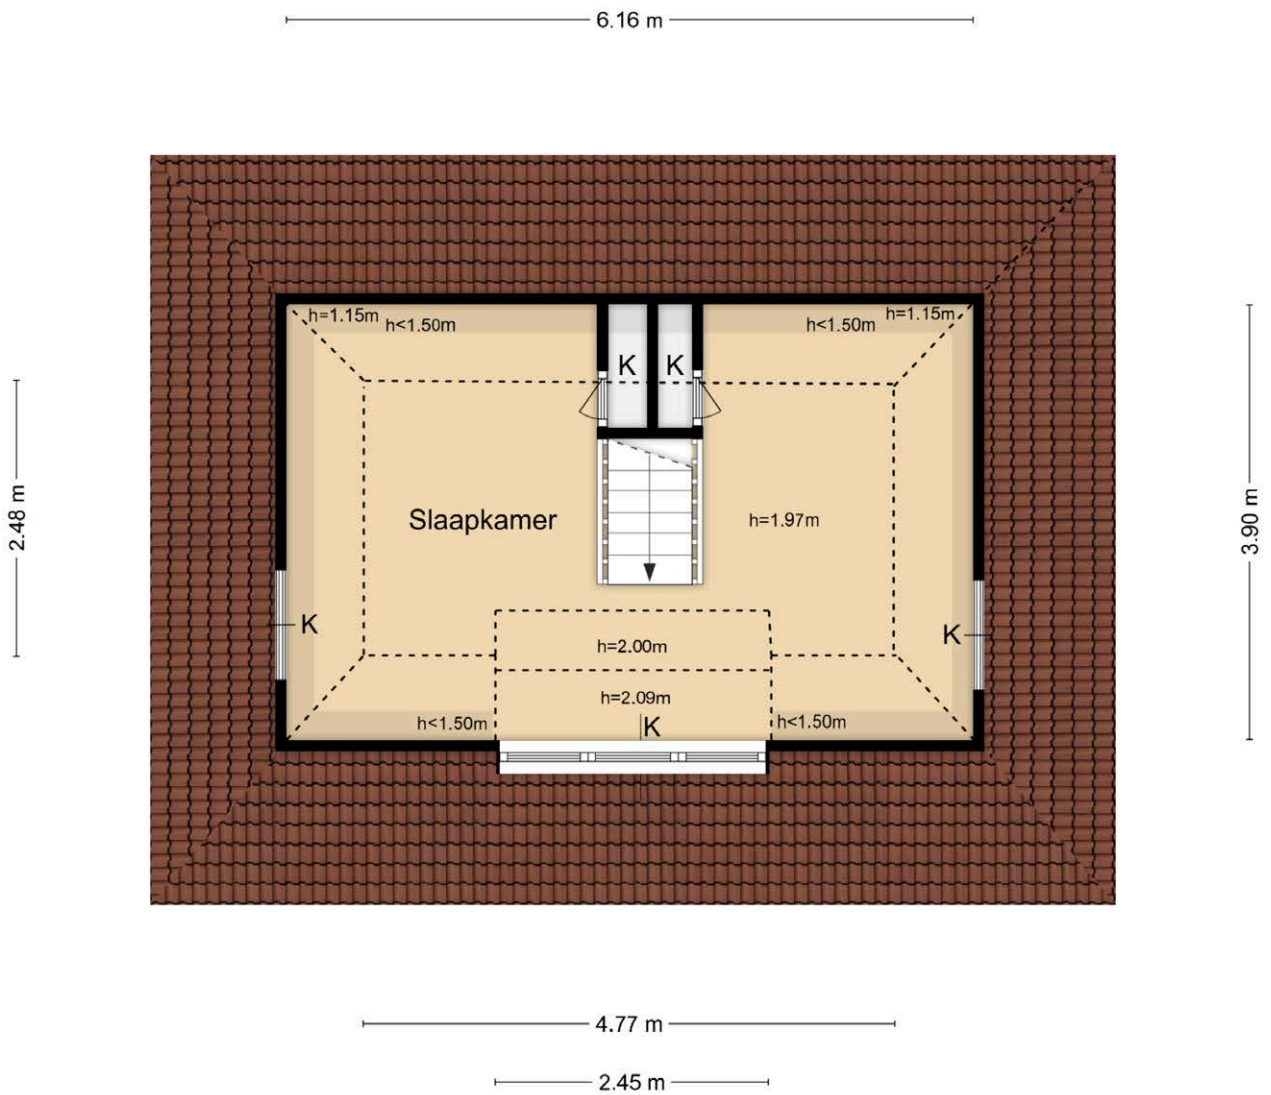 6.16 m
h=1.15m
h<1.50m
h<1.50m
h=1.15m
K
K
2.48 m
3.90 m
Slaapkamer
h=1.97m
K
K
h=2.00m
h=2.09m
h<1.50m
K
h<1.50m
4.77 m
2.45 m